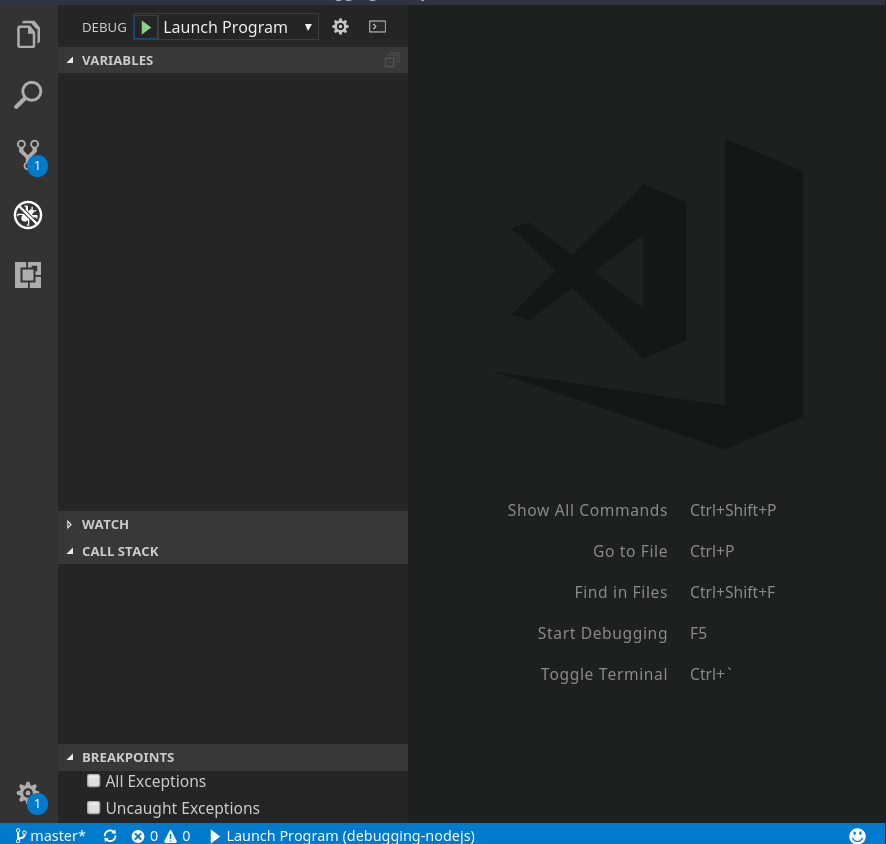 DEBUG Launch Program
VARIABLES
1
WATCH
CALL STACK
Show All Commands Ctrl+Shift+P
Go to File Ctrl+P
Find in Files Ctrl+Shift+F
Start Debugging F5
Toggle Terminal Ctrl+`
BREAKPOINTS
All Exceptions
1
Uncaught Exceptions
master* 0 0 Launch Program (debugging-nodejs)